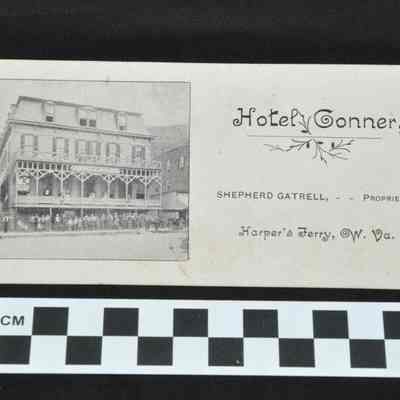 Hotel Conner,
SHEPHERD GATRELL, - - PROPRIE
Harper's Ferry, W. Va.
CM